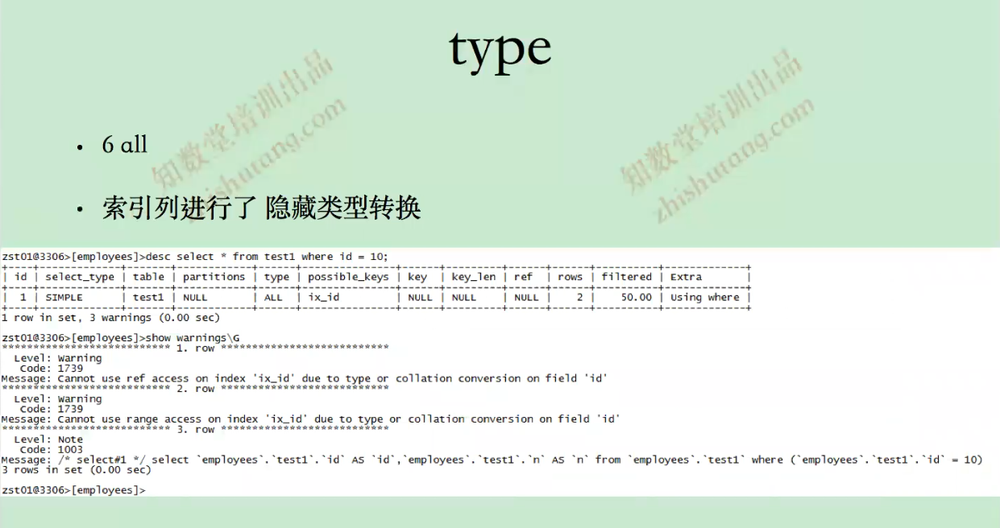 type
知数堂培训出品
zhishutang.com
知数堂培训出品
zhishutang.com
• 6 all
• 索引列进行了 隐藏类型转换
zst01@3306>[employees]>desc select * from test1 where id = 10;
+----+-------------+-------+------------+------+---------------+------+---------+------+------+----------+-------------+
| id | select_type | table | partitions | type | possible_keys | key | key_len | ref | rows | filtered | Extra |
+----+-------------+-------+------------+------+---------------+------+---------+------+------+----------+-------------+
| 1 | SIMPLE | test1 | NULL | ALL | ix_id | NULL | NULL | NULL | 2 | 50.00 | Using where |
+----+-------------+-------+------------+------+---------------+------+---------+------+------+----------+-------------+
1 row in set, 3 warnings (0.00 sec)
zst01@3306>[employees]>show warnings\G
*************************** 1. row ***************************
Level: Warning
Code: 1739
Message: Cannot use ref access on index 'ix_id' due to type or collation conversion on field 'id'
*************************** 2. row ***************************
Level: Warning
Code: 1739
Message: Cannot use range access on index 'ix_id' due to type or collation conversion on field 'id'
*************************** 3. row ***************************
Level: Note
Code: 1003
Message: /* select#1 */ select `employees`.`test1`.`id` AS `id`,`employees`.`test1`.`n` AS `n` from `employees`.`test1` where (`employees`.`test1`.`id` = 10)
3 rows in set (0.00 sec)
zst01@3306>[employees]>